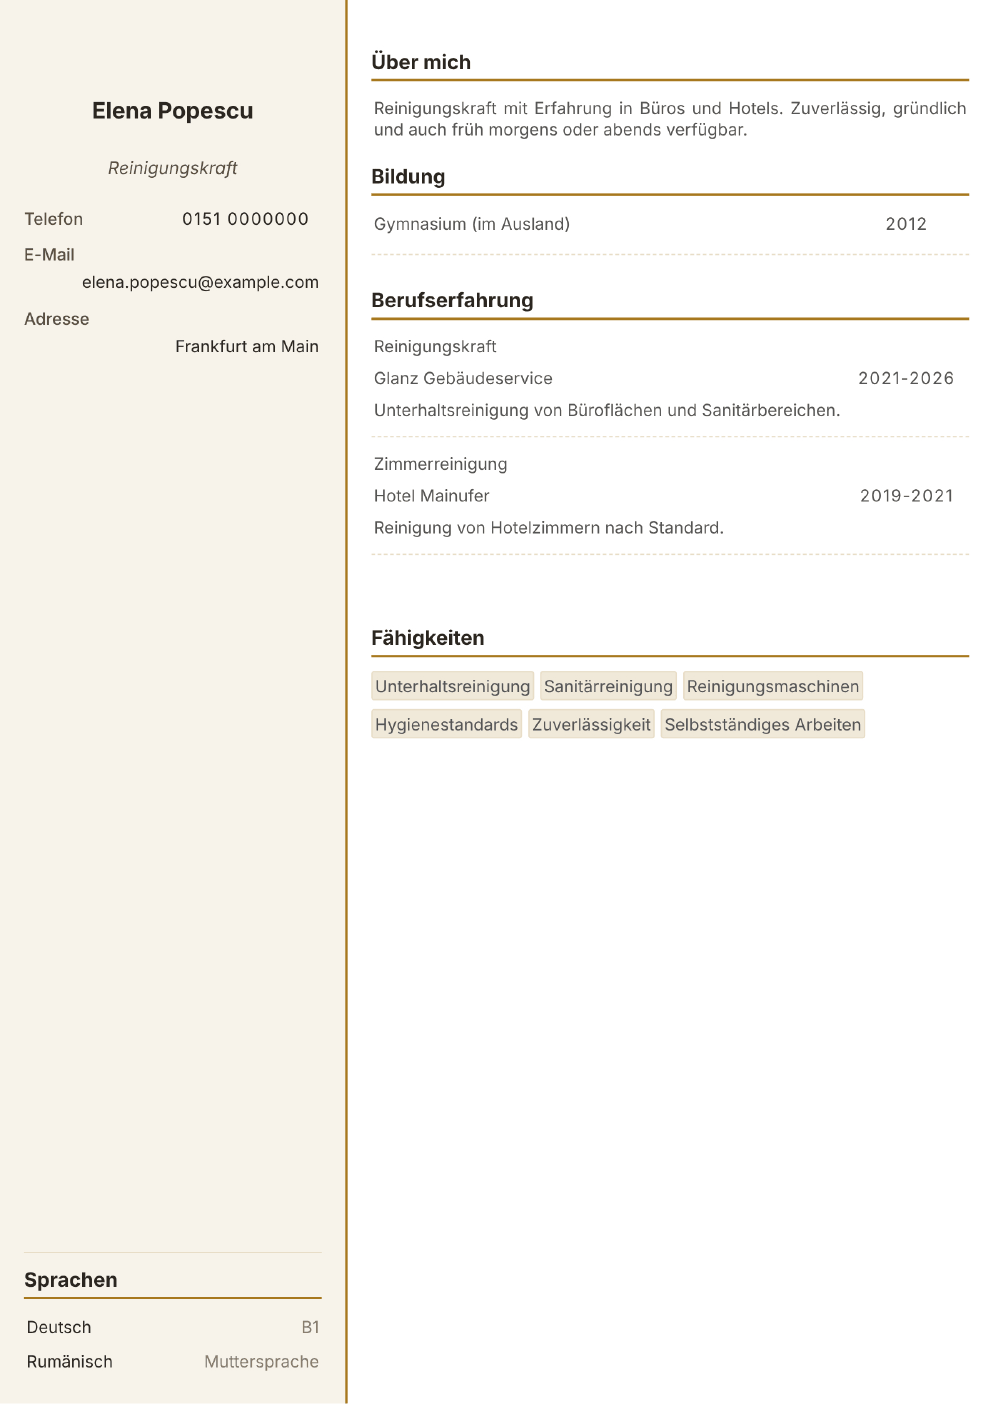 Elena Popescu
Reinigungskraft
Telefon 0151 0000000
E-Mail
elena.popescu@example.com
Adresse
Frankfurt am Main
Sprachen
Deutsch B1
Rumänisch Muttersprache
Über mich
Reinigungskraft mit Erfahrung in Büros und Hotels. Zuverlässig, gründlich
und auch früh morgens oder abends verfügbar.
Bildung
Gymnasium (im Ausland) 2012
Berufserfahrung
Reinigungskraft
Glanz Gebäudeservice 2021-2026
Unterhaltsreinigung von Büroflächen und Sanitärbereichen.
Zimmerreinigung
Hotel Mainufer 2019-2021
Reinigung von Hotelzimmern nach Standard.
Fähigkeiten
Unterhaltsreinigung Sanitärreinigung Reinigungsmaschinen
Hygienestandards Zuverlässigkeit Selbstständiges Arbeiten